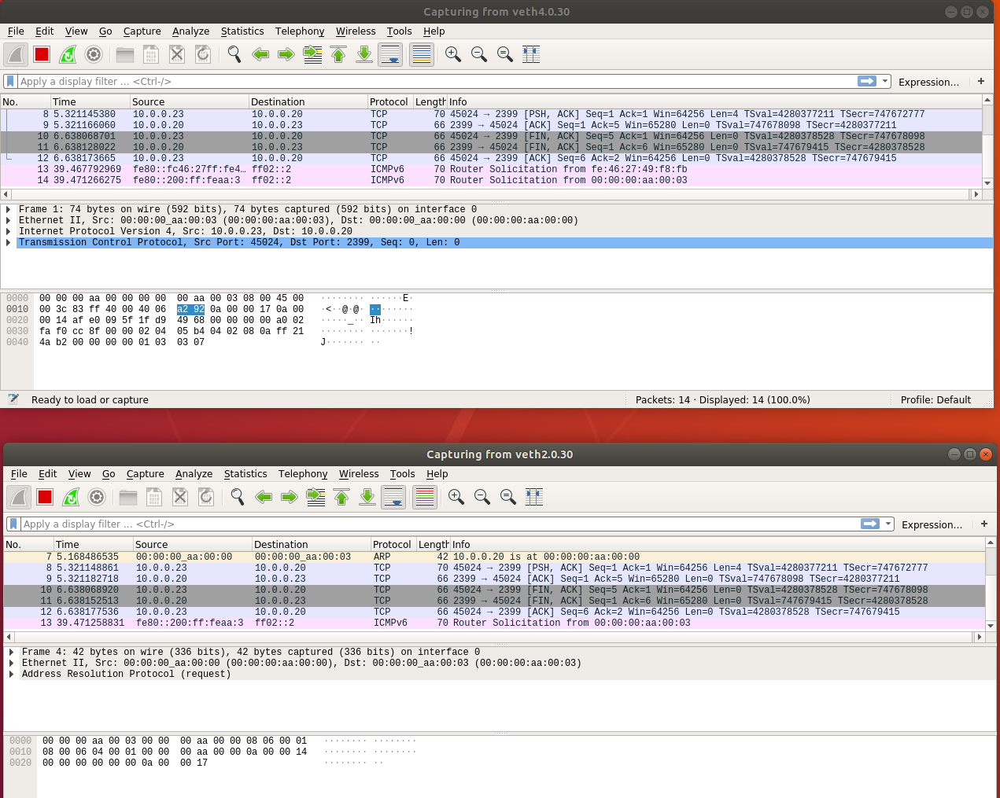 Capturing from veth4.0.30
File Edit View Go Capture Analyze Statistics Telephony Wireless Tools Help
Apply a display filter ... <Ctrl-/> Expression... +
No. Time Source Destination Protocol Length Info
8 5.321145380 10.0.0.23 10.0.0.20 TCP 70 45024 → 2399 [PSH, ACK] Seq=1 Ack=1 Win=64256 Len=4 TSval=4280377211 TSecr=747672777
9 5.321166060 10.0.0.20 10.0.0.23 TCP 66 2399 → 45024 [ACK] Seq=1 Ack=5 Win=65280 Len=0 TSval=747678098 TSecr=4280377211
10 6.638068701 10.0.0.23 10.0.0.20 TCP 66 45024 → 2399 [FIN, ACK] Seq=5 Ack=1 Win=64256 Len=0 TSval=4280378528 TSecr=747678098
11 6.638128022 10.0.0.20 10.0.0.23 TCP 66 2399 → 45024 [FIN, ACK] Seq=1 Ack=6 Win=65280 Len=0 TSval=747679415 TSecr=4280378528
12 6.638173665 10.0.0.23 10.0.0.20 TCP 66 45024 → 2399 [ACK] Seq=6 Ack=2 Win=64256 Len=0 TSval=4280378528 TSecr=747679415
13 39.467792969 fe80::fc46:27ff:fe4… ff02::2 ICMPv6 70 Router Solicitation from fe:46:27:49:f8:fb
14 39.471266275 fe80::200:ff:feaa:3 ff02::2 ICMPv6 70 Router Solicitation from 00:00:00:aa:00:03
Frame 1: 74 bytes on wire (592 bits), 74 bytes captured (592 bits) on interface 0
Ethernet II, Src: 00:00:00_aa:00:03 (00:00:00:aa:00:03), Dst: 00:00:00_aa:00:00 (00:00:00:aa:00:00)
Internet Protocol Version 4, Src: 10.0.0.23, Dst: 10.0.0.20
Transmission Control Protocol, Src Port: 45024, Dst Port: 2399, Seq: 0, Len: 0
0000 00 00 00 aa 00 00 00 00 00 aa 00 03 08 00 45 00 ········ ······E·
0010 00 3c 83 ff 40 00 40 06 a2 92 0a 00 00 17 0a 00 ·<··@·@· ········
0020 00 14 af e0 09 5f 1f d9 49 68 00 00 00 00 a0 02 ·····_·· Ih······
0030 fa f0 cc 8f 00 00 02 04 05 b4 04 02 08 0a ff 21 ········ ·······!
0040 4a b2 00 00 00 00 01 03 03 07 J······· ··
Ready to load or capture Packets: 14 · Displayed: 14 (100.0%) Profile: Default
Capturing from veth2.0.30
File Edit View Go Capture Analyze Statistics Telephony Wireless Tools Help
Apply a display filter ... <Ctrl-/> Expression... +
No. Time Source Destination Protocol Length Info
7 5.168486535 00:00:00_aa:00:00 00:00:00_aa:00:03 ARP 42 10.0.0.20 is at 00:00:00:aa:00:00
8 5.321148861 10.0.0.23 10.0.0.20 TCP 70 45024 → 2399 [PSH, ACK] Seq=1 Ack=1 Win=64256 Len=4 TSval=4280377211 TSecr=747672777
9 5.321182718 10.0.0.20 10.0.0.23 TCP 66 2399 → 45024 [ACK] Seq=1 Ack=5 Win=65280 Len=0 TSval=747678098 TSecr=4280377211
10 6.638068920 10.0.0.23 10.0.0.20 TCP 66 45024 → 2399 [FIN, ACK] Seq=5 Ack=1 Win=64256 Len=0 TSval=4280378528 TSecr=747678098
11 6.638152513 10.0.0.20 10.0.0.23 TCP 66 2399 → 45024 [FIN, ACK] Seq=1 Ack=6 Win=65280 Len=0 TSval=747679415 TSecr=4280378528
12 6.638177536 10.0.0.23 10.0.0.20 TCP 66 45024 → 2399 [ACK] Seq=6 Ack=2 Win=64256 Len=0 TSval=4280378528 TSecr=747679415
13 39.471258831 fe80::200:ff:feaa:3 ff02::2 ICMPv6 70 Router Solicitation from 00:00:00:aa:00:03
Frame 4: 42 bytes on wire (336 bits), 42 bytes captured (336 bits) on interface 0
Ethernet II, Src: 00:00:00_aa:00:00 (00:00:00:aa:00:00), Dst: 00:00:00_aa:00:03 (00:00:00:aa:00:03)
Address Resolution Protocol (request)
0000 00 00 00 aa 00 03 00 00 00 aa 00 00 08 06 00 01 ········ ········
0010 08 00 06 04 00 01 00 00 00 aa 00 00 0a 00 00 14 ········ ········
0020 00 00 00 00 00 00 0a 00 00 17 ········ ··